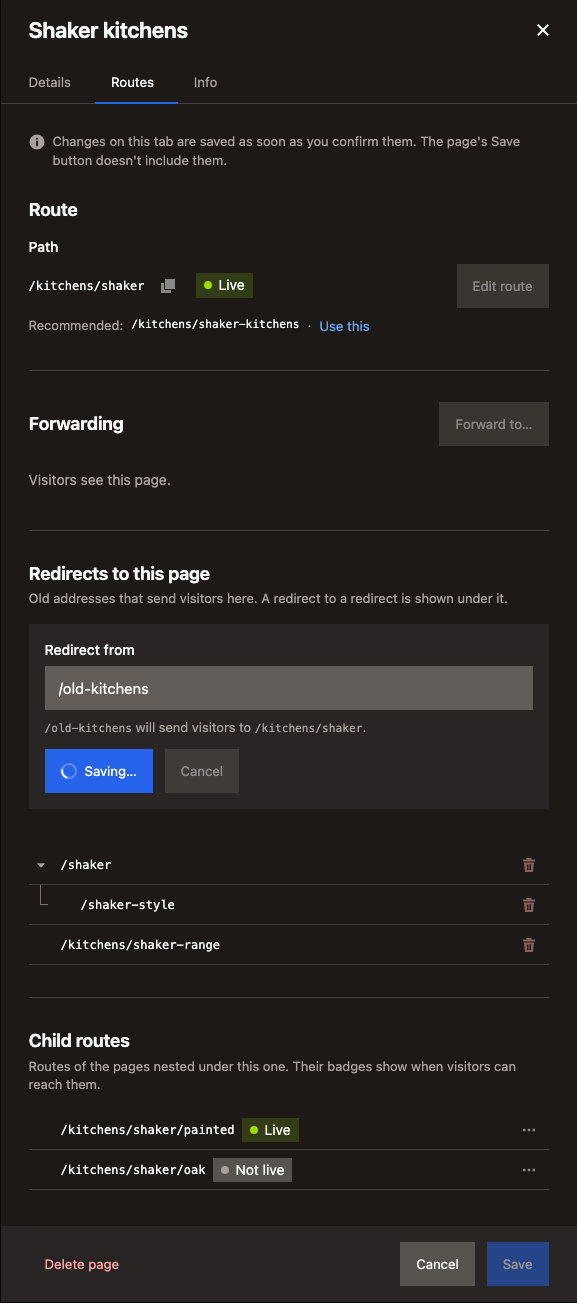 Shaker kitchens
Details Routes Info
Changes on this tab are saved as soon as you confirm them. The page's Save
button doesn't include them.
Route
Path
/kitchens/shaker Live Edit route
Recommended: /kitchens/shaker-kitchens · Use this
Forwarding Forward to...
Visitors see this page.
Redirects to this page
Old addresses that send visitors here. A redirect to a redirect is shown under it.
Redirect from
/old-kitchens
/old-kitchens will send visitors to /kitchens/shaker.
Saving... Cancel
/shaker
/shaker-style
/kitchens/shaker-range
Child routes
Routes of the pages nested under this one. Their badges show when visitors can
reach them.
/kitchens/shaker/painted Live
/kitchens/shaker/oak Not live
Delete page Cancel Save